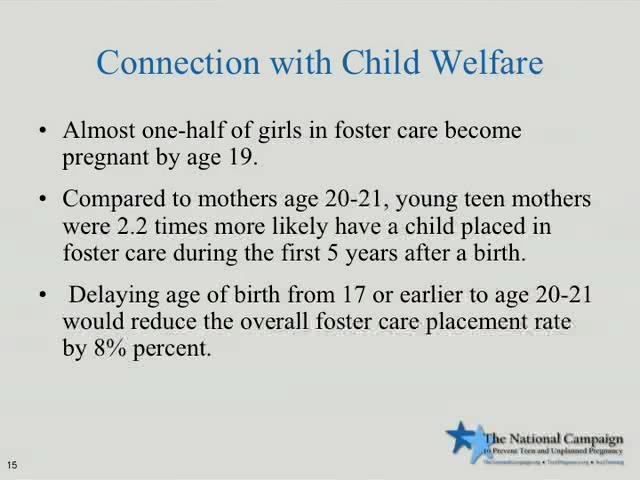 Connection with Child Welfare
• Almost one-half of girls in foster care become
pregnant by age 19.
• Compared to mothers age 20-21, young teen mothers
were 2.2 times more likely have a child placed in
foster care during the first 5 years after a birth.
• Delaying age of birth from 17 or earlier to age 20-21
would reduce the overall foster care placement rate
by 8% percent.
The National Campaign
to Prevent Teen and Unplanned Pregnancy
15